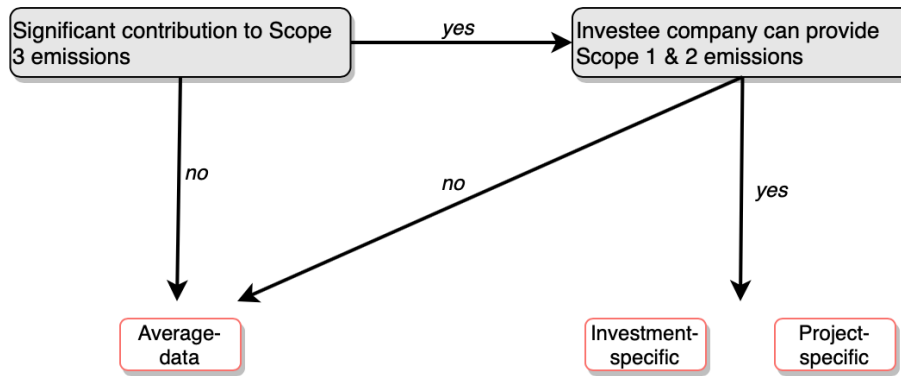 Significant contribution to Scope
3 emissions
yes
Investee company can provide
Scope 1 & 2 emissions
no
no
yes
Average-
data
Investment-
specific
Project-
specific